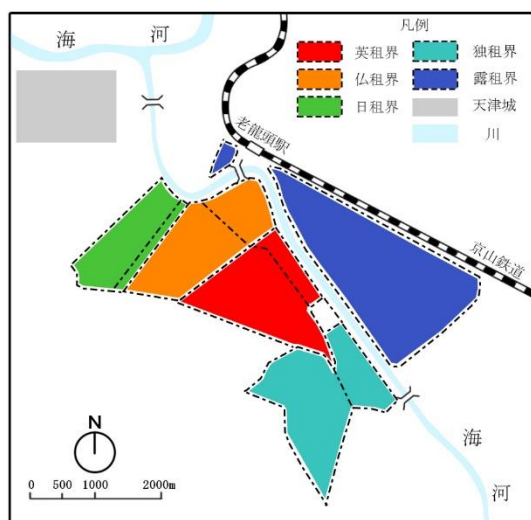 海 河
凡例
英租界
仏租界
日租界
独租界
露租界
天津城
川
老龍頭駅
京山鉄道
海
河
N
0 500 1000 2000m